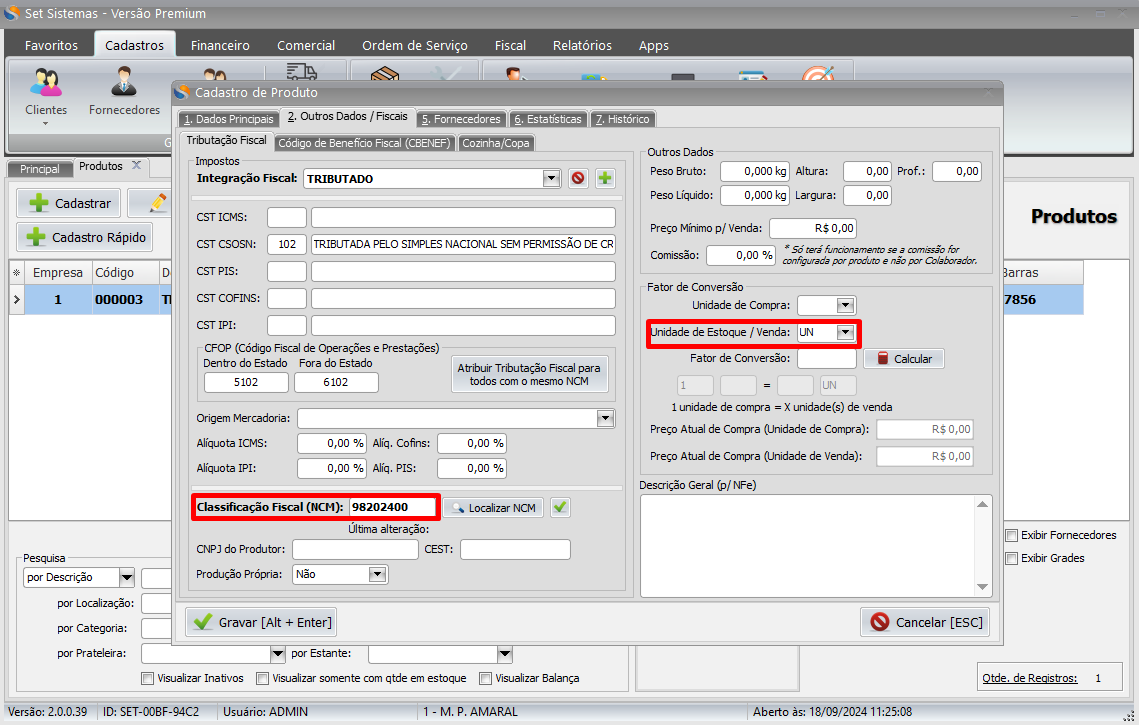 Set Sistemas - Versão Premium
Favoritos Cadastros Financeiro Comercial Ordem de Serviço Fiscal Relatórios Apps
Clientes Fornecedores
Cadastro de Produto
1. Dados Principais 2. Outros Dados / Fiscais 5. Fornecedores 6. Estatísticas 7. Histórico
Tributação Fiscal Código de Benefício Fiscal (CBENEF) Cozinha/Copa
Principal Produtos
Cadastrar
Cadastro Rápido
Produtos
Empresa Código
1 000003
Barras
7856
Impostos
Integração Fiscal: TRIBUTADO
CST ICMS:
CST CSOSN: 102 TRIBUTADA PELO SIMPLES NACIONAL SEM PERMISSÃO DE CR
CST PIS:
CST COFINS:
CST IPI:
CFOP (Código Fiscal de Operações e Prestações)
Dentro do Estado Fora do Estado
5102 6102
Atribuir Tributação Fiscal para
todos com o mesmo NCM
Origem Mercadoria:
Alíquota ICMS: 0,00 % Alíq. Cofins: 0,00 %
Alíquota IPI: 0,00 % Alíq. PIS: 0,00 %
Classificação Fiscal (NCM): 98202400 Localizar NCM
Última alteração:
CNPJ do Produtor: CEST:
Produção Própria: Não
Outros Dados
Peso Bruto: 0,000 kg Altura: 0,00 Prof.: 0,00
Peso Líquido: 0,000 kg Largura: 0,00
Preço Mínimo p/ Venda: R$ 0,00
Comissão: 0,00 % * Só terá funcionamento se a comissão for
configurada por produto e não por Colaborador.
Fator de Conversão
Unidade de Compra:
Unidade de Estoque / Venda: UN
Fator de Conversão: Calcular
1 = UN
1 unidade de compra = X unidade(s) de venda
Preço Atual de Compra (Unidade de Compra): R$ 0,00
Preço Atual de Compra (Unidade de Venda): R$ 0,00
Descrição Geral (p/ NFe)
Gravar [Alt + Enter] Cancelar [ESC]
Exibir Fornecedores
Exibir Grades
Pesquisa
por Descrição
por Localização:
por Categoria:
por Prateleira: por Estante:
Visualizar Inativos Visualizar somente com qtde em estoque Visualizar Balança
Qtde. de Registros: 1
Versão: 2.0.0.39 ID: SET-00BF-94C2 Usuário: ADMIN 1 - M. P. AMARAL Aberto às: 18/09/2024 11:25:08